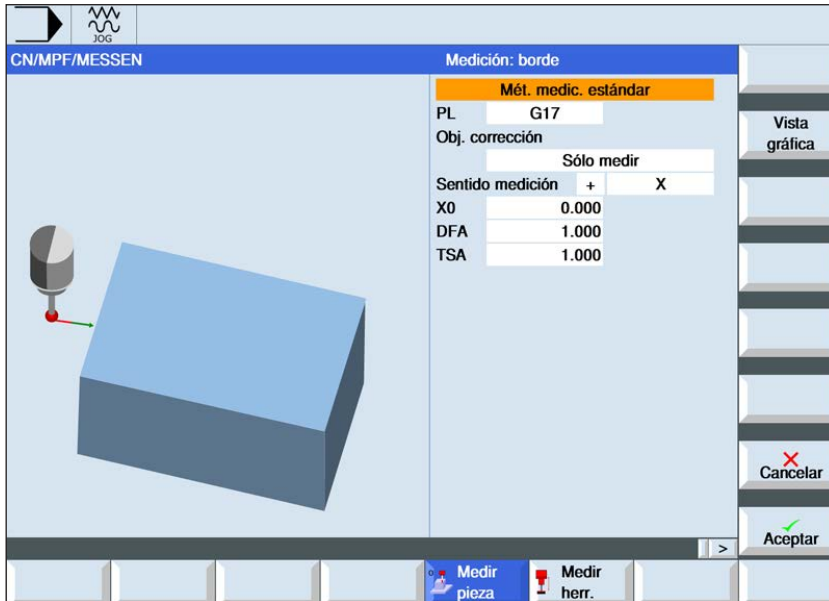 JOG
CN/MPF/MESSEN
Medición: borde
Mét. medic. estándar
PL G17
Obj. corrección
Sólo medir
Sentido medición + X
X0 0.000
DFA 1.000
TSA 1.000
Vista
gráfica
Cancelar
Aceptar
>
Medir
pieza
Medir
herr.